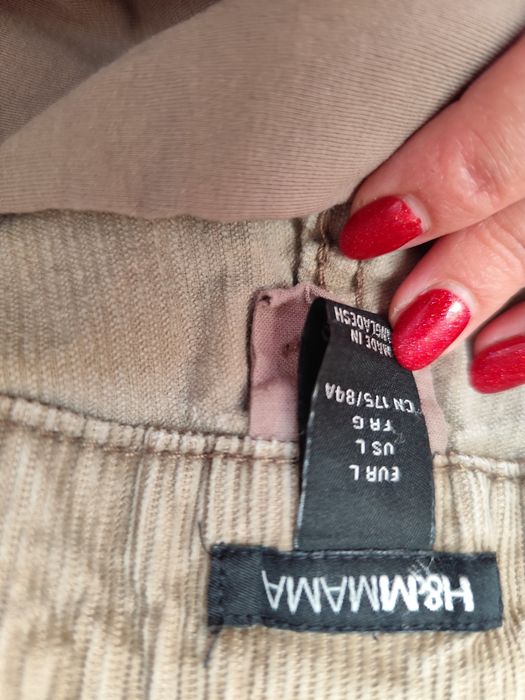 H&M MAMA
EUR L
US L
FR G
CN 175/84A
MADE IN
BANGLADESH